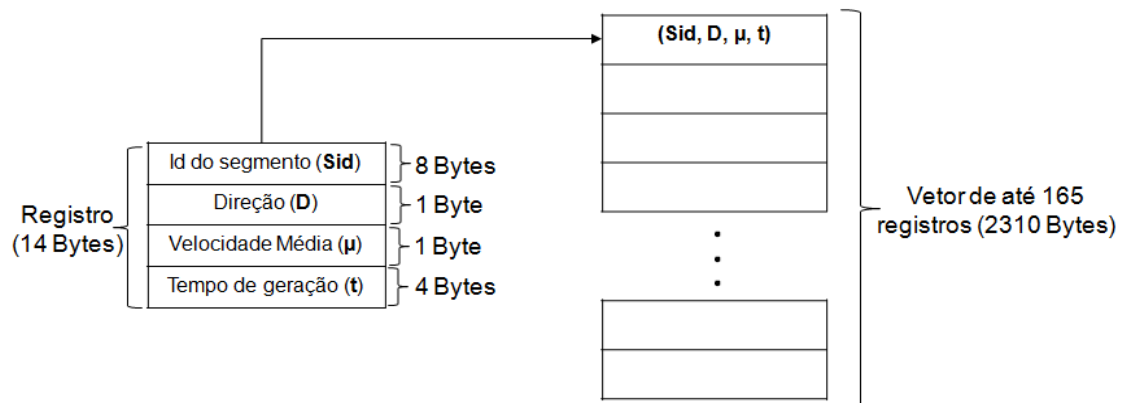 (Sid, D, μ, t)
Registro
(14 Bytes)
Id do segmento (Sid)
8 Bytes
Direção (D)
1 Byte
Velocidade Média (μ)
1 Byte
Tempo de geração (t)
4 Bytes
Vetor de até 165
registros (2310 Bytes)